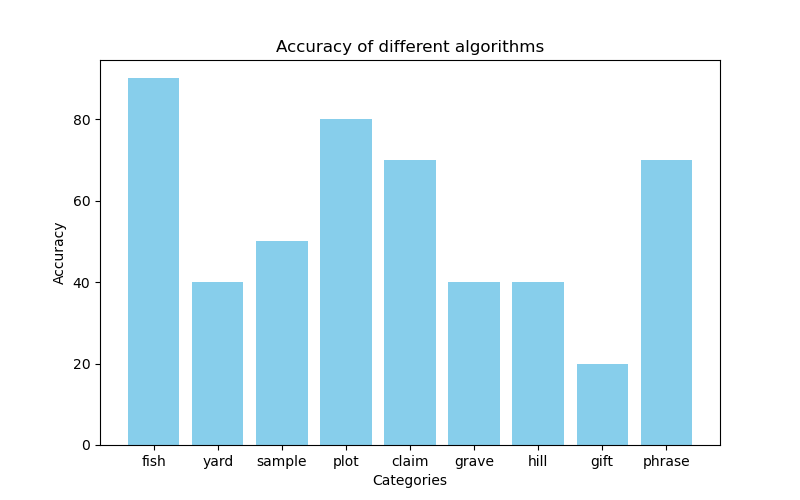 Accuracy of different algorithms
80
60
40
20
0
Accuracy
fish yard sample plot claim grave hill gift phrase
Categories